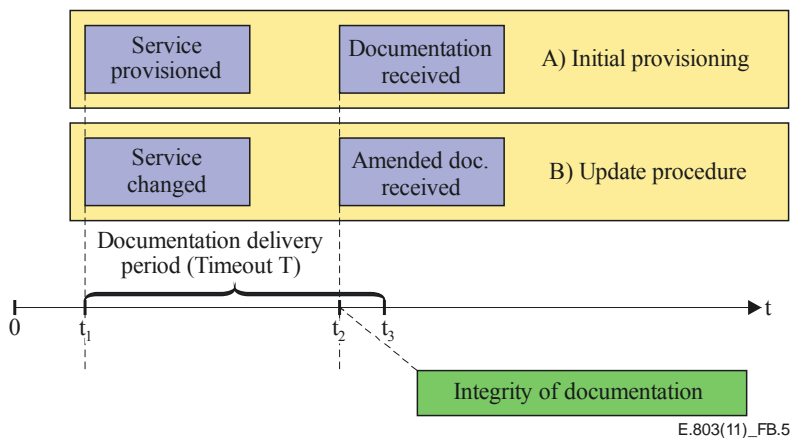 Service
provisioned
Documentation
received
A) Initial provisioning
Service
changed
Amended doc.
received
B) Update procedure
Documentation delivery
period (Timeout T)
0
t1
t2
t3
t
Integrity of documentation
E.803(11)_FB.5